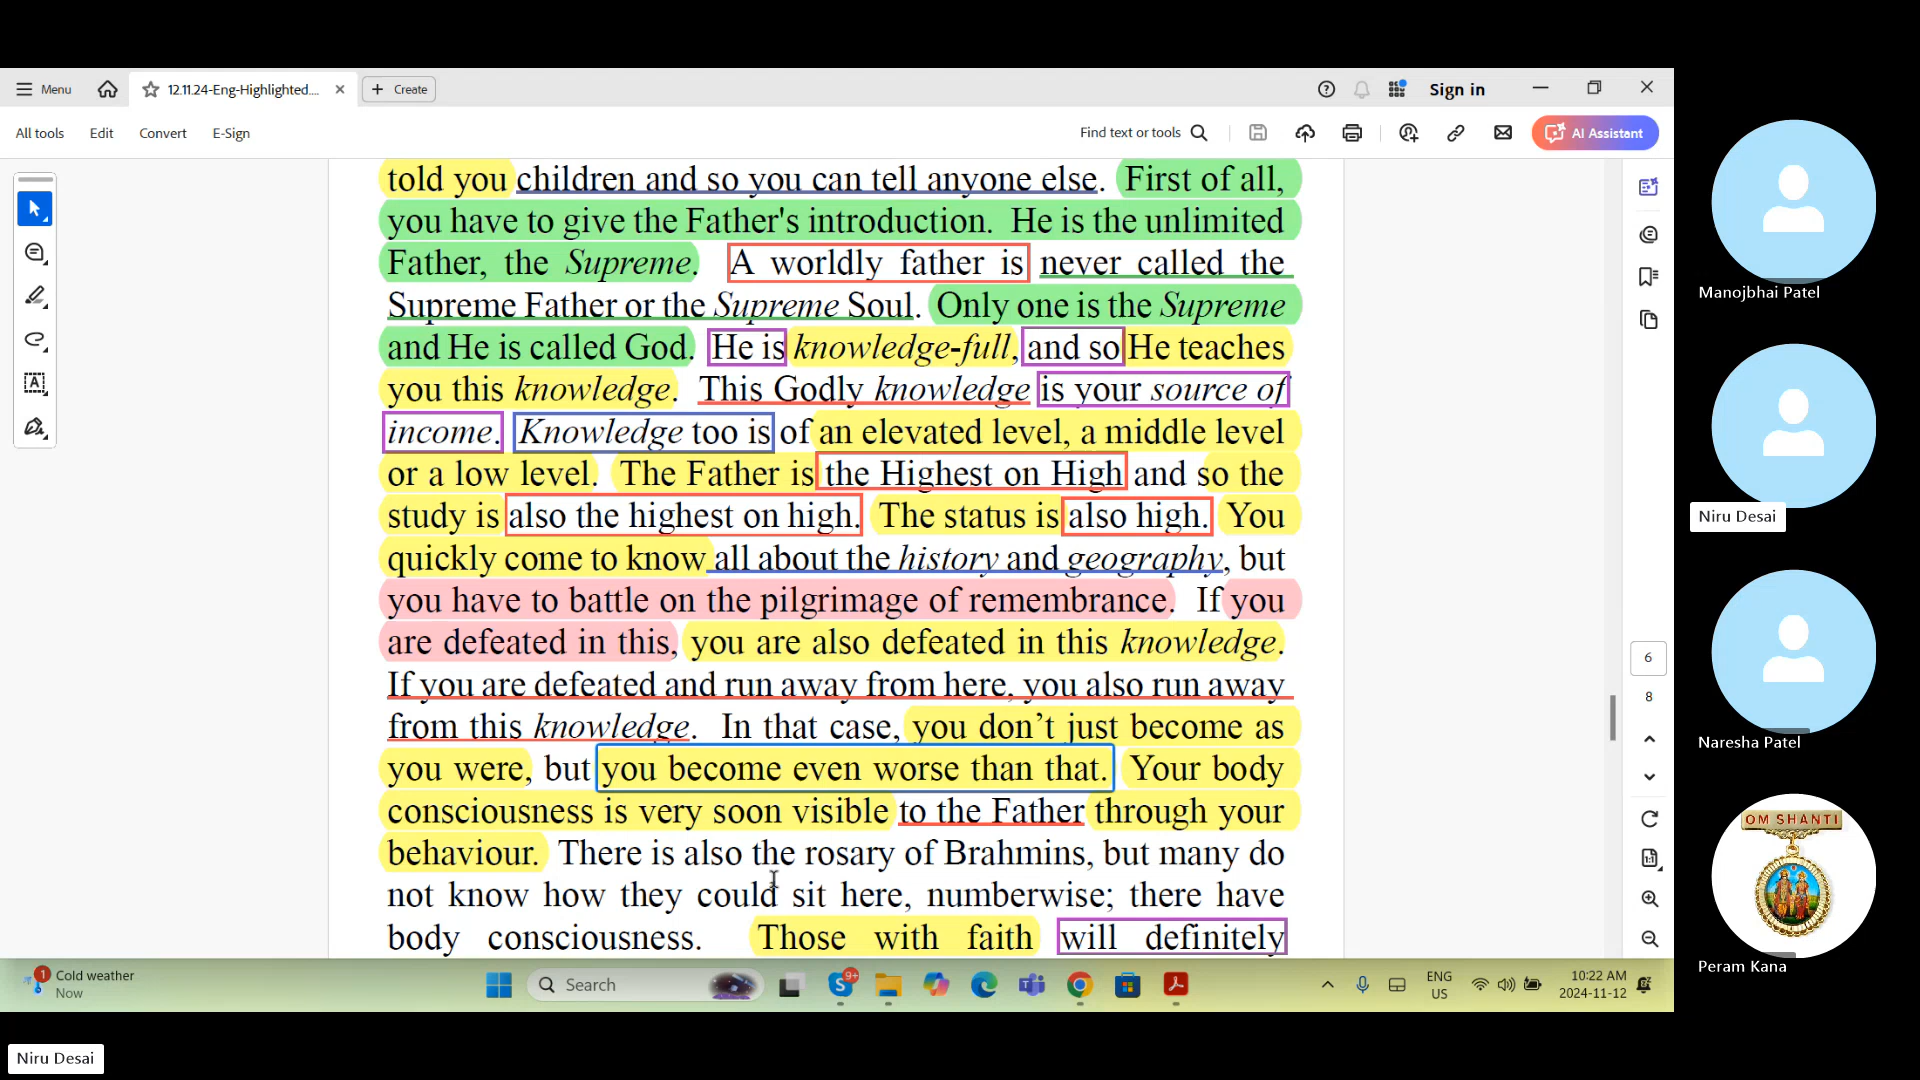 Menu
12.11.24-Eng-Highlighted....
Create
Sign in
All tools
Edit
Convert
E-Sign
Find text or tools
AI Assistant
told you children and so you can tell anyone else. First of all,
you have to give the Father's introduction. He is the unlimited
Father, the Supreme. A worldly father is never called the
Supreme Father or the Supreme Soul. Only one is the Supreme
and He is called God. He is knowledge-full, and so He teaches
you this knowledge. This Godly knowledge is your source of
income. Knowledge too is of an elevated level, a middle level
or a low level. The Father is the Highest on High and so the
study is also the highest on high. The status is also high. You
quickly come to know all about the history and geography, but
you have to battle on the pilgrimage of remembrance. If you
are defeated in this, you are also defeated in this knowledge.
If you are defeated and run away from here, you also run away
from this knowledge. In that case, you don’t just become as
you were, but you become even worse than that. Your body
consciousness is very soon visible to the Father through your
behaviour. There is also the rosary of Brahmins, but many do
not know how they could sit here, numberwise; there have
body consciousness. Those with faith will definitely
6
8
1
Cold weather
Now
Search
9+
ENG
US
10:22 AM
2024-11-12
Manojbhai Patel
Niru Desai
Naresha Patel
OM SHANTI
Peram Kana
Niru Desai